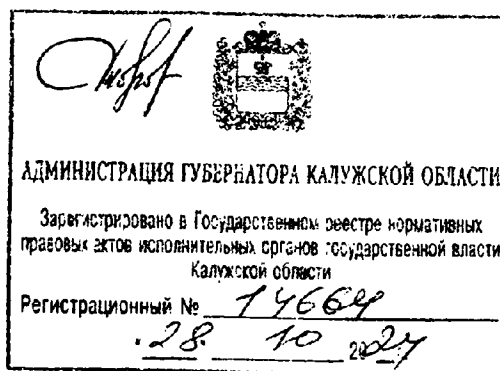 АДМИНИСТРАЦИЯ ГУБЕРНАТОРА КАЛУЖСКОЙ ОБЛАСТИ
Зарегистрировано в Государственном реестре нормативных
правовых актов исполнительных органов государственной власти
Калужской области
Регистрационный № 14664
28. 10 2024